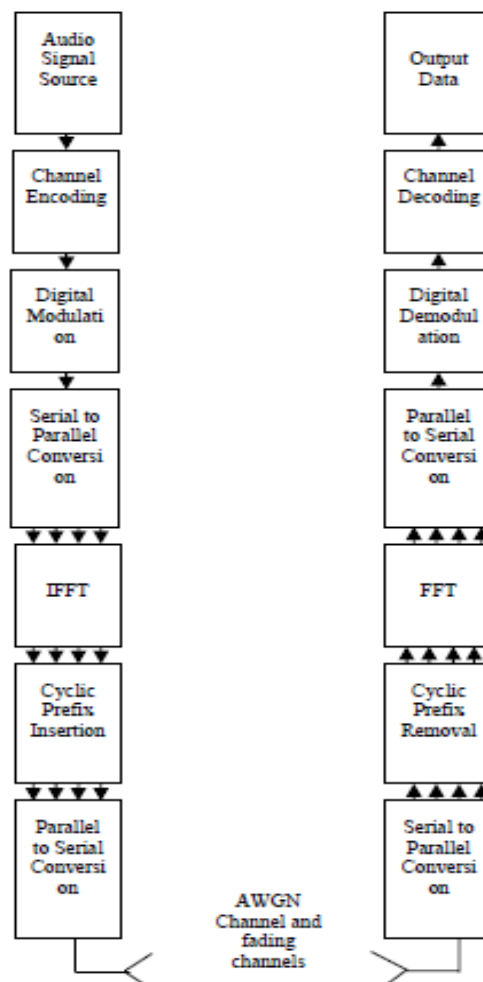 Audio
Signal
Source
Channel
Encoding
Digital
Modulati
on
Serial to
Parallel
Conversi
on
IFFT
Cyclic
Prefix
Insertion
Parallel
to Serial
Conversi
on
AWGN
Channel and
fading
channels
Output
Data
Channel
Decoding
Digital
Demodul
ation
Parallel
to Serial
Conversi
on
FFT
Cyclic
Prefix
Removal
Serial to
Parallel
Conversi
on